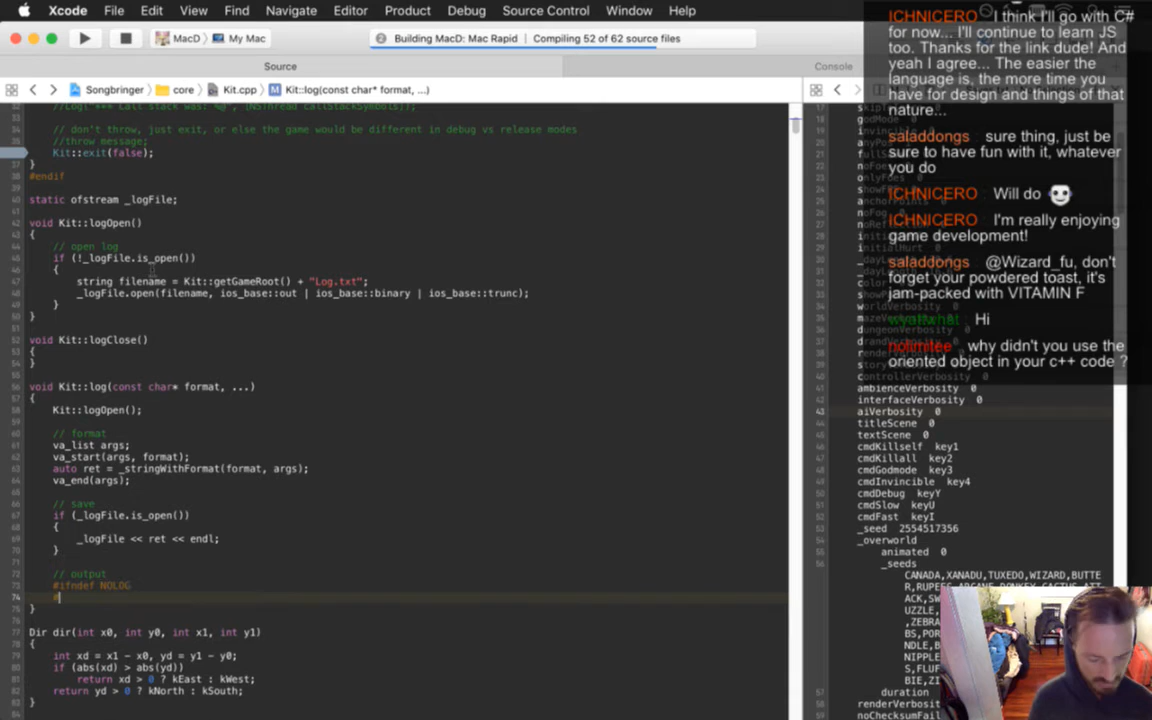 Xcode File Edit View Find Navigate Editor Product Debug Source Control Window Help
MacD My Mac
2 Building MacD: Mac Rapid Compiling 52 of 62 source files
Source
Console
Songbringer core Kit.cpp M Kit::log(const char* format, ...)
// don't throw, just exit, or else the game would be different in debug vs release modes
//throw message;
Kit::exit(false);
}
#endif
static ofstream _logFile;
void Kit::logOpen()
{
// open log
if (!_logFile.is_open())
{
string filename = Kit::getGameRoot() + "Log.txt";
_logFile.open(filename, ios_base::out | ios_base::binary | ios_base::trunc);
}
}
void Kit::logClose()
{
}
void Kit::log(const char* format, ...)
{
Kit::logOpen();
// format
va_list args;
va_start(args, format);
auto ret = _stringWithFormat(format, args);
va_end(args);
// save
if (_logFile.is_open())
{
_logFile << ret << endl;
}
// output
#ifndef NOLOG
#
}
Dir dir(int x0, int y0, int x1, int y1)
{
int xd = x1 - x0, yd = y1 - y0;
if (abs(xd) > abs(yd))
return xd > 0 ? kEast : kWest;
return yd > 0 ? kNorth : kSouth;
}
ICHNICERO I think I'll go with C#
for now... I'll continue to learn JS
too. Thanks for the link dude! And
yeah I agree... The easier the
language is, the more time you
have for design and things of that
nature...
saladdongs sure thing, just be
sure to have fun with it, whatever
you do
ICHNICERO Will do
ICHNICERO I'm really enjoying
game development!
saladdongs @Wizard_fu, don't
forget your powdered toast, it's
jam-packed with VITAMIN F
wyattwhat Hi
notimtee why didn't you use the
oriented object in your c++ code ?
ambienceVerbosity 0
interfaceVerbosity 0
43 aiVerbosity 0
titleScene 0
textScene 0
cmdKillself key1
cmdKillall key2
cmdGodmode key3
cmdInvincible key4
cmdDebug keyY
cmdSlow keyU
cmdFast keyI
_seed 2554517356
_overworld
animated 0
_seeds
CANADA,XANADU,TUXEDO,WIZARD,BUTTE
duration